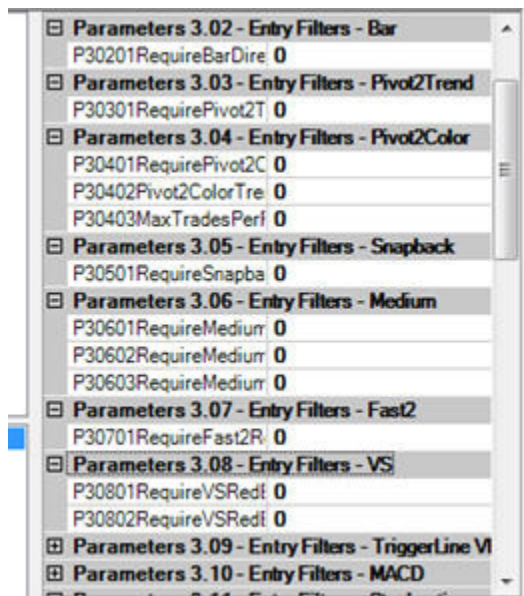 Parameters 3.02 - Entry Filters - Bar
P30201RequireBarDire 0
Parameters 3.03 - Entry Filters - Pivot2Trend
P30301RequirePivot2T 0
Parameters 3.04 - Entry Filters - Pivot2Color
P30401RequirePivot2C 0
P30402Pivot2ColorTre 0
P30403MaxTradesPerF 0
Parameters 3.05 - Entry Filters - Snapback
P30501RequireSnapba 0
Parameters 3.06 - Entry Filters - Medium
P30601RequireMedium 0
P30602RequireMedium 0
P30603RequireMedium 0
Parameters 3.07 - Entry Filters - Fast2
P30701RequireFast2R 0
Parameters 3.08 - Entry Filters - VS
P30801RequireVSRedB 0
P30802RequireVSRedB 0
Parameters 3.09 - Entry Filters - TriggerLine
Parameters 3.10 - Entry Filters - MACD